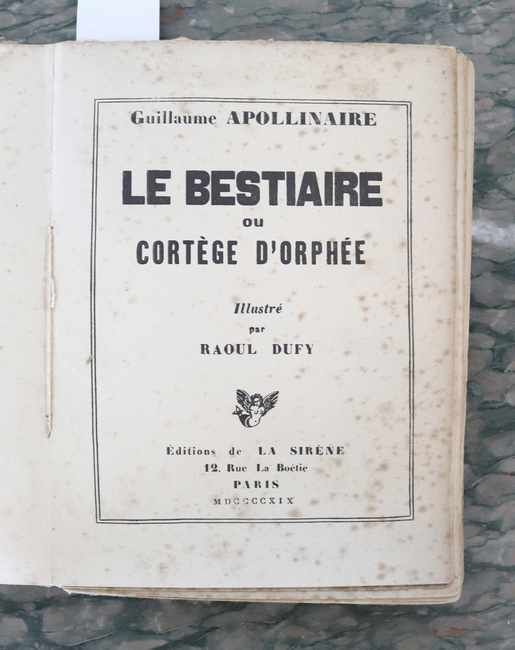 Guillaume APOLLINAIRE
LE BESTIAIRE
OU
CORTÈGE D'ORPHÉE
Illustré
par
RAOUL DUFY
Éditions de LA SIRÈNE
12. Rue La Boëtie
PARIS
MDCCCCXIX